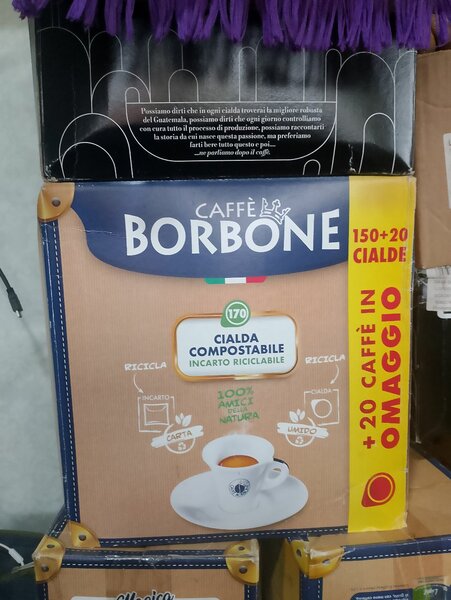 Possiamo dirti che in ogni cialda troverai la migliore robusta
del Guatemala, possiamo dirti che ogni giorno controlliamo
con cura tutto il processo di produzione, possiamo raccontarti
la storia da cui nasce questa passione, ma preferiamo
farti bere tutto questo e poi....
...ne parliamo dopo il caffè.
CAFFÈ
BORBONE
150+20
CIALDE
170
CIALDA
COMPOSTABILE
INCARTO RICICLABILE
RICICLA
INCARTO
CARTA
100%
AMICI
DELLA
NATURA
RICICLA
CIALDA
UMIDO
+ 20 CAFFÈ IN
OMAGGIO
Magica